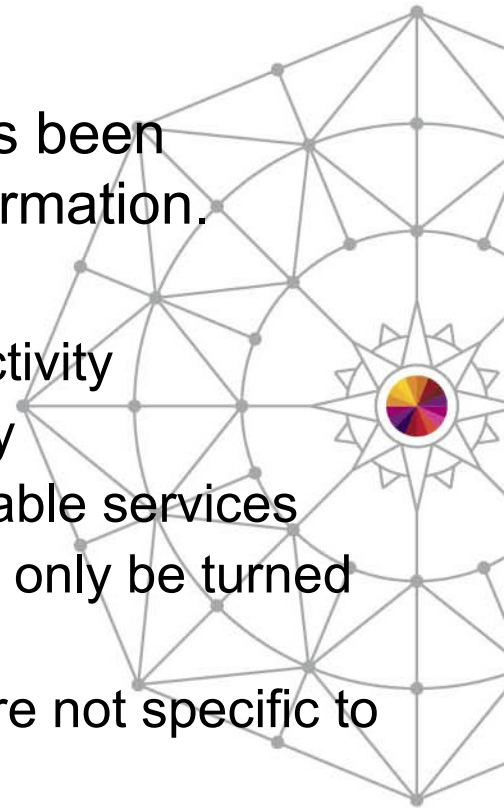 s been
rmation.
ctivity
y
able services
only be turned
re not specific to